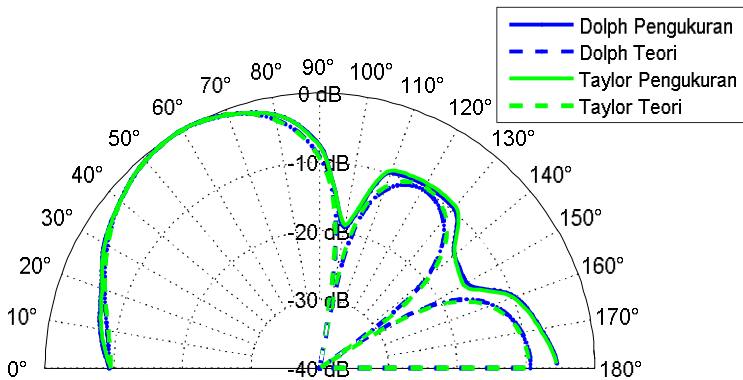 Dolph Pengukuran
Dolph Teori
Taylor Pengukuran
Taylor Teori
0°
10°
20°
30°
40°
50°
60°
70°
80°
90°
100°
110°
120°
130°
140°
150°
160°
170°
180°
0 dB
-10 dB
-20 dB
-30 dB
-40 dB